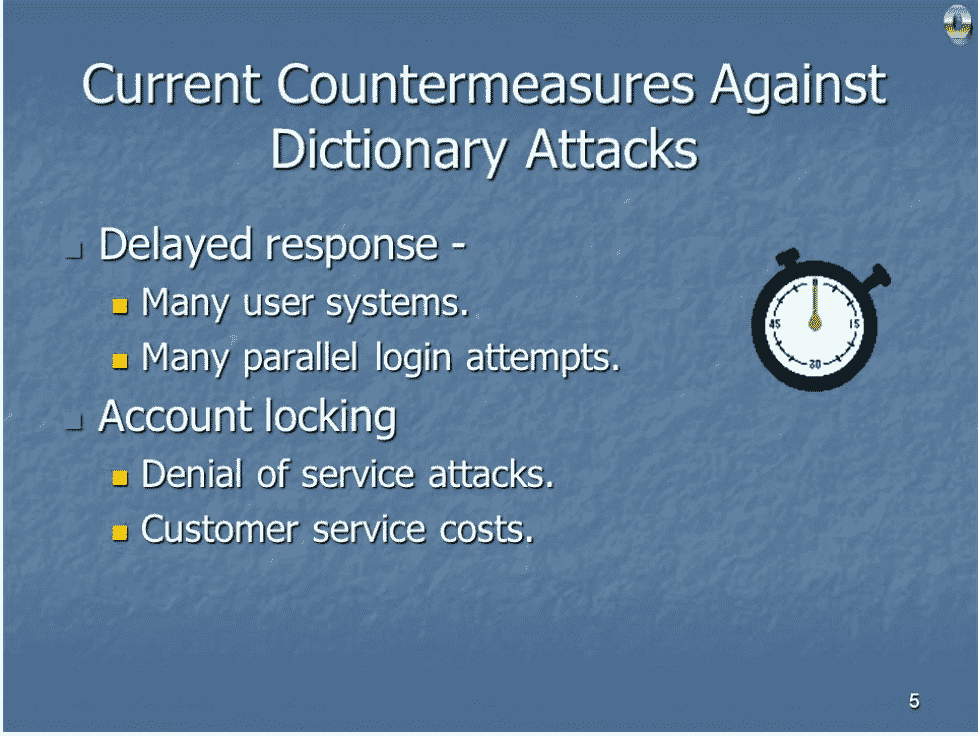 Current Countermeasures Against
Dictionary Attacks
Delayed response -
Many user systems.
Many parallel login attempts.
Account locking
Denial of service attacks.
Customer service costs.
45
15
30
5